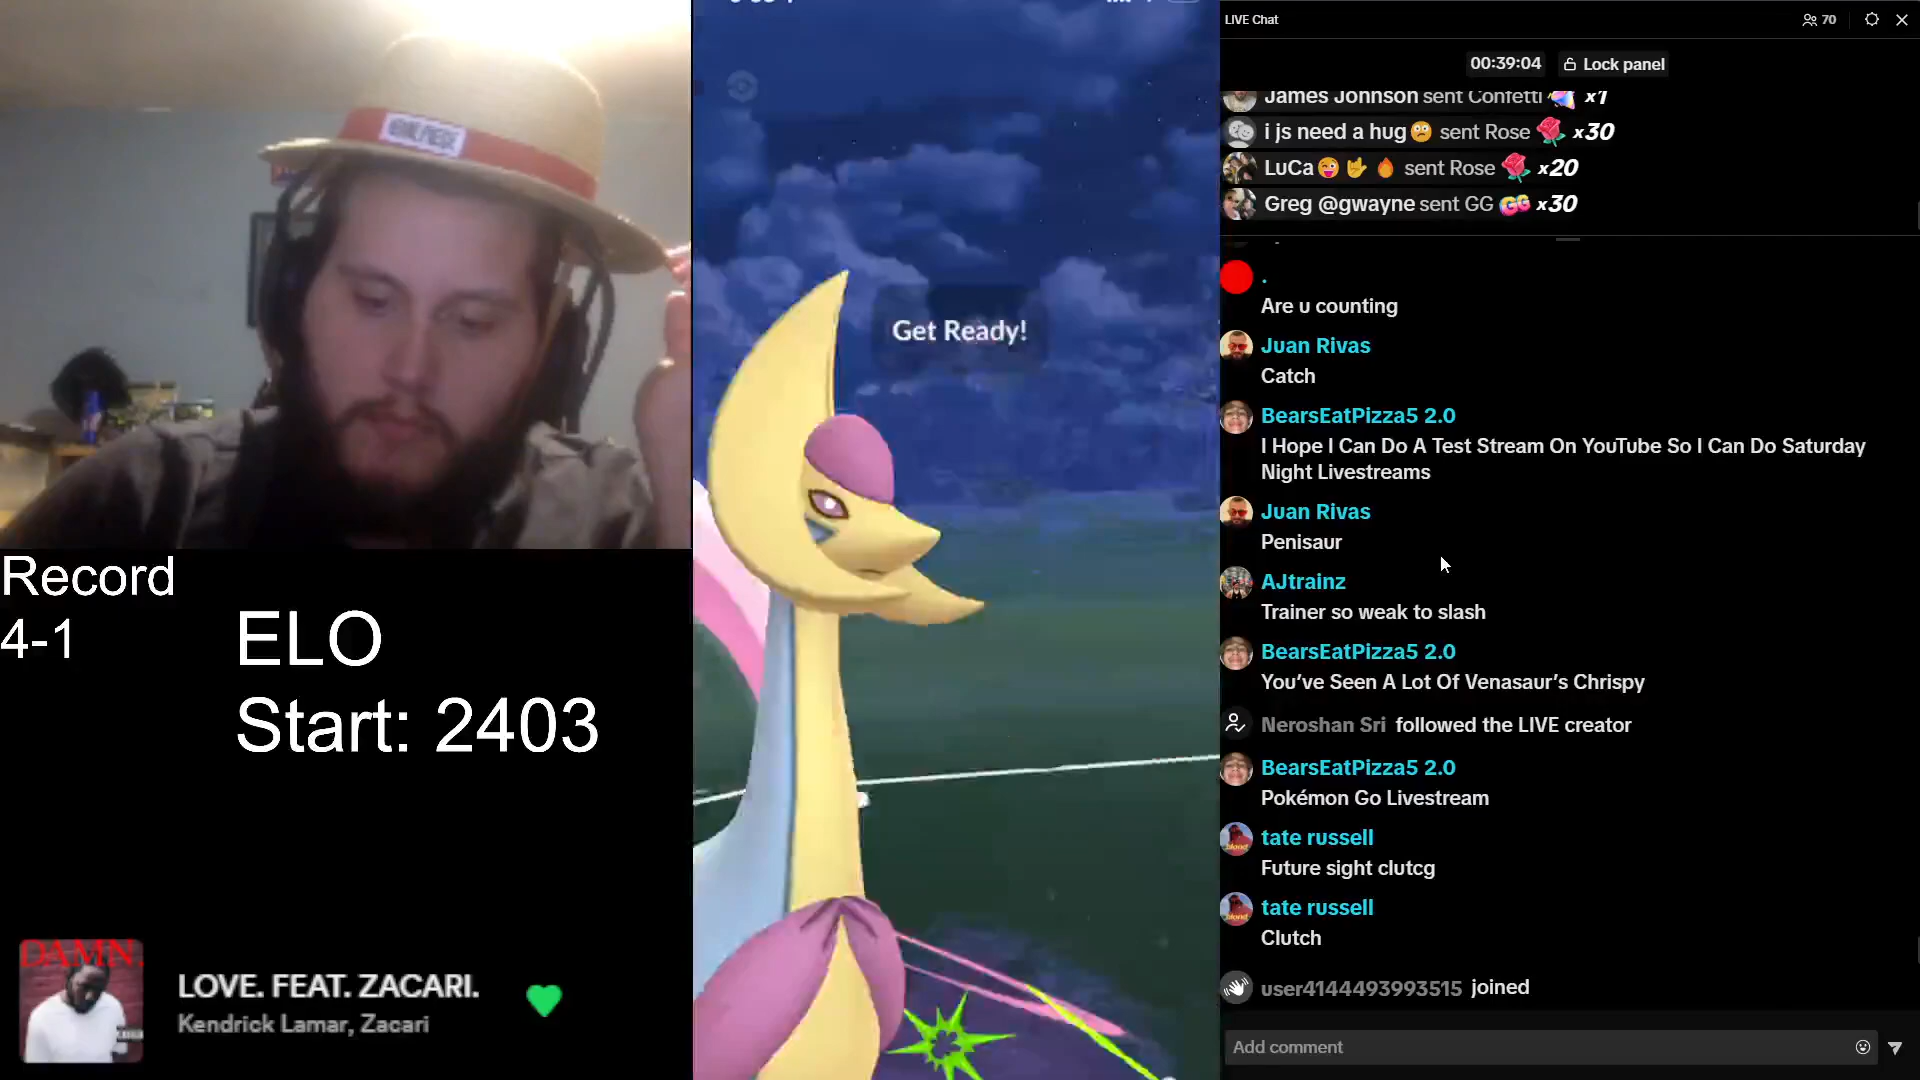 Record
4-1
ELO
Start: 2403
DAMN.
LOVE. FEAT. ZACARI.
Kendrick Lamar, Zacari
Get Ready!
LIVE Chat
70
00:39:04
Lock panel
James Johnson sent Confetti x1
i js need a hug sent Rose x30
LuCa sent Rose x20
Greg @gwayne sent GG x30
.
Are u counting
Juan Rivas
Catch
BearsEatPizza5 2.0
I Hope I Can Do A Test Stream On YouTube So I Can Do Saturday
Night Livestreams
Juan Rivas
Penisaur
AJtrainz
Trainer so weak to slash
BearsEatPizza5 2.0
You’ve Seen A Lot Of Venasaur’s Chrispy
Neroshan Sri followed the LIVE creator
BearsEatPizza5 2.0
Pokémon Go Livestream
tate russell
Future sight clutcg
tate russell
Clutch
user4144493993515 joined
Add comment